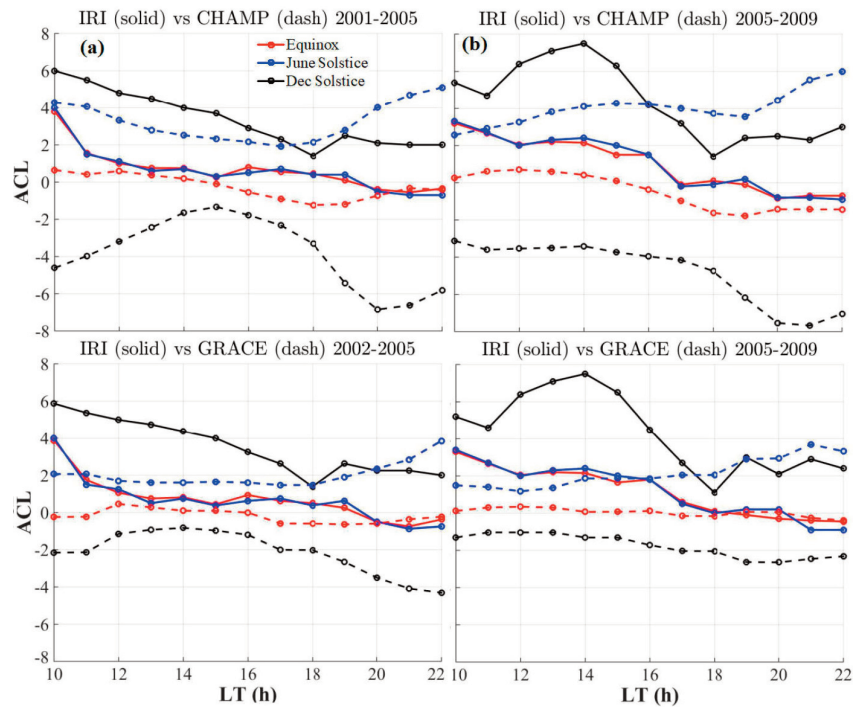 IRI (solid) vs CHAMP (dash) 2001-2005
IRI (solid) vs CHAMP (dash) 2005-2009
(a)
Equinox
June Solstice
Dec Solstice
(b)
ACL
8
6
4
2
0
-2
-4
-6
-8
IRI (solid) vs GRACE (dash) 2002-2005
IRI (solid) vs GRACE (dash) 2005-2009
ACL
6
4
2
0
-2
-4
-6
-8
10 12 14 16 18 20 22
10 12 14 16 18 20 22
LT (h)
LT (h)